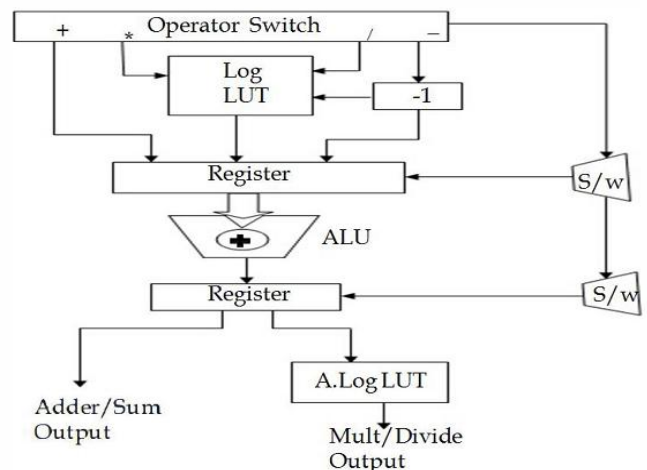 + * Operator Switch / −
Log
LUT
-1
Register
S/w
+
ALU
Register
S/w
A.Log LUT
Adder/Sum
Output
Mult/Divide
Output